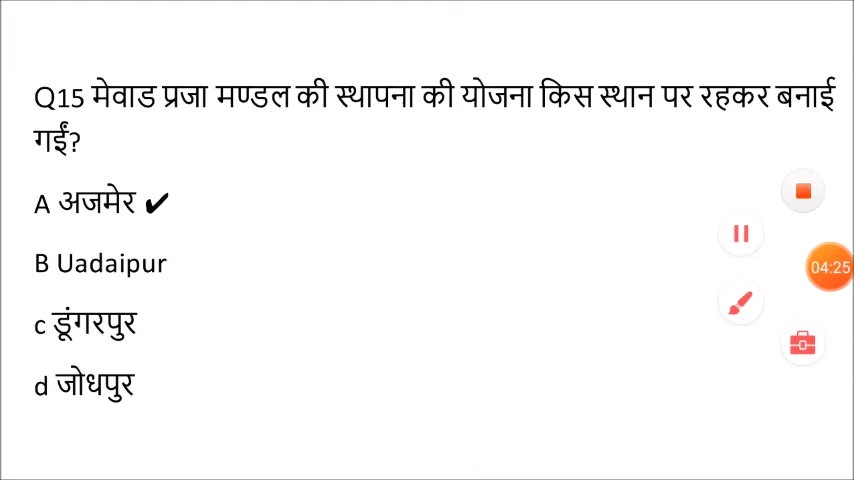 Q15 मेवाड प्रजा मण्डल की स्थापना की योजना किस स्थान पर रहकर बनाई
गईं?
A अजमेर ✔
B Uadaipur
c डूंगरपुर
d जोधपुर
04:25